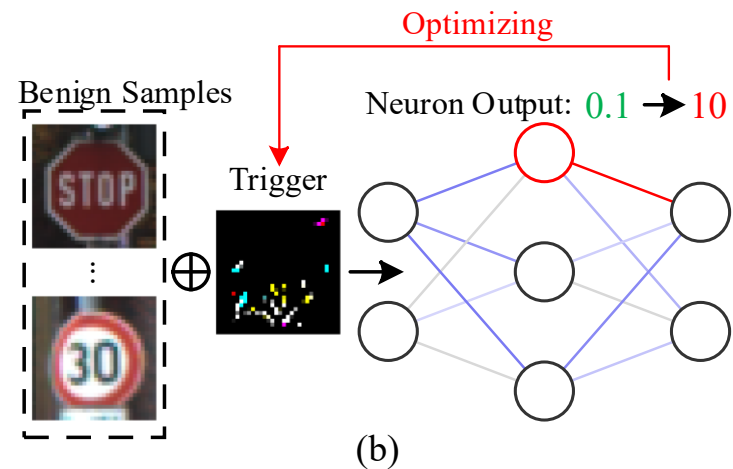 Optimizing
Benign Samples
Neuron Output: 0.1 → 10
Trigger
STOP
⋮
30
(b)